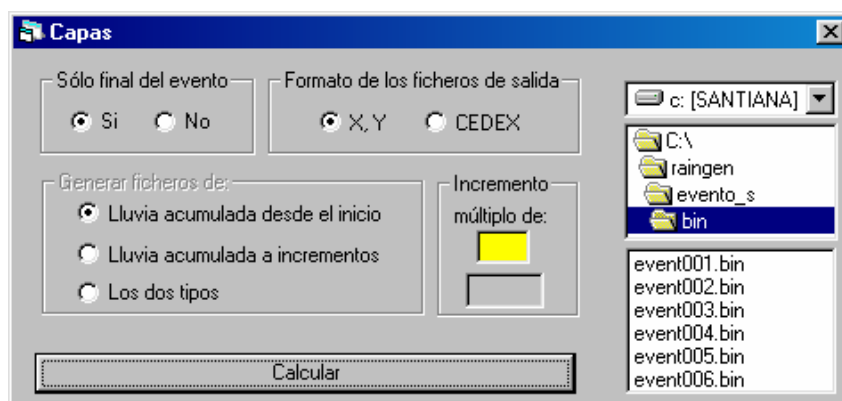 Capas
Sólo final del evento
Si No
Formato de los ficheros de salida
X, Y CEDEX
Generar ficheros de:
Lluvia acumulada desde el inicio
Lluvia acumulada a incrementos
Los dos tipos
Incremento
múltiplo de:
Calcular
c: [SANTIANA]
C:\
raingen
evento_s
bin
event001.bin
event002.bin
event003.bin
event004.bin
event005.bin
event006.bin